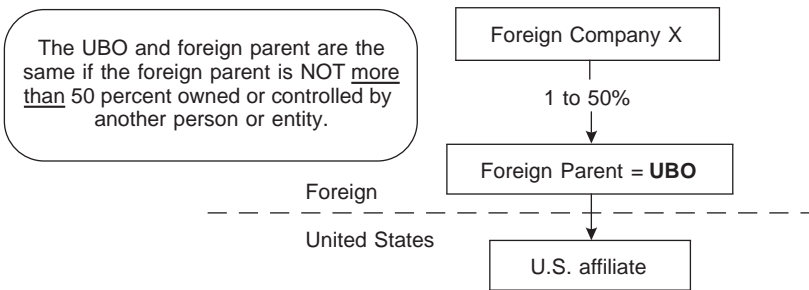 The UBO and foreign parent are the
same if the foreign parent is NOT more
than 50 percent owned or controlled by
another person or entity.
Foreign Company X
1 to 50%
Foreign Parent = UBO
Foreign
United States
U.S. affiliate